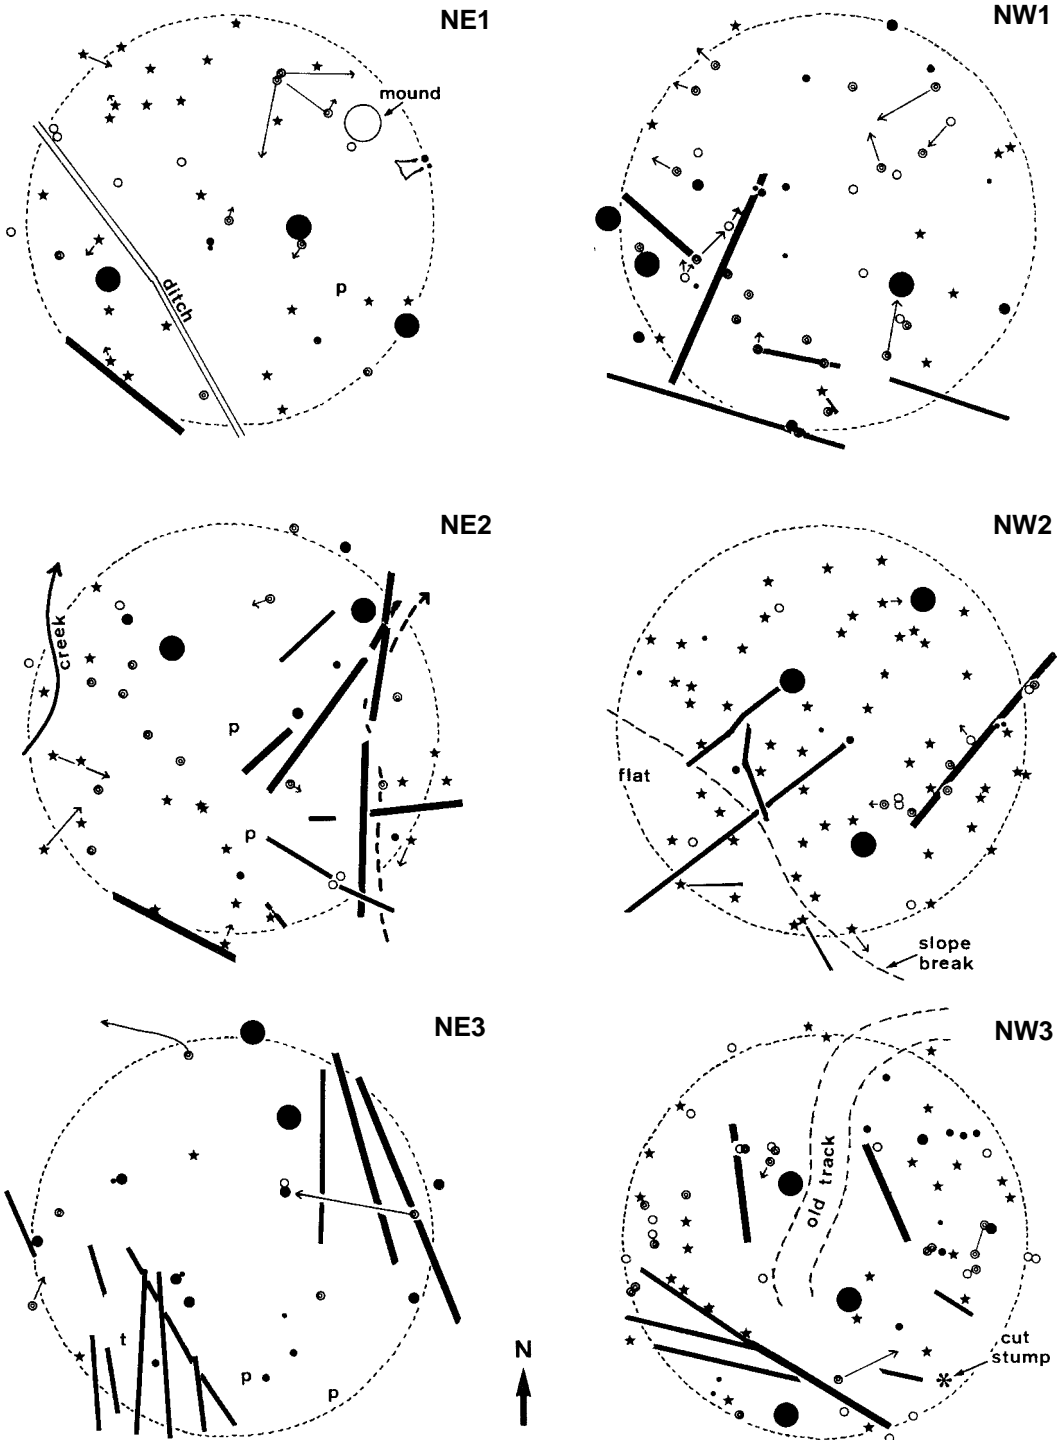 NE1
NW1
mound
ditch
p
NE2
NW2
creek
p
flat
p
slope
break
NE3
NW3
old track
N
t
cut
stump
p
p